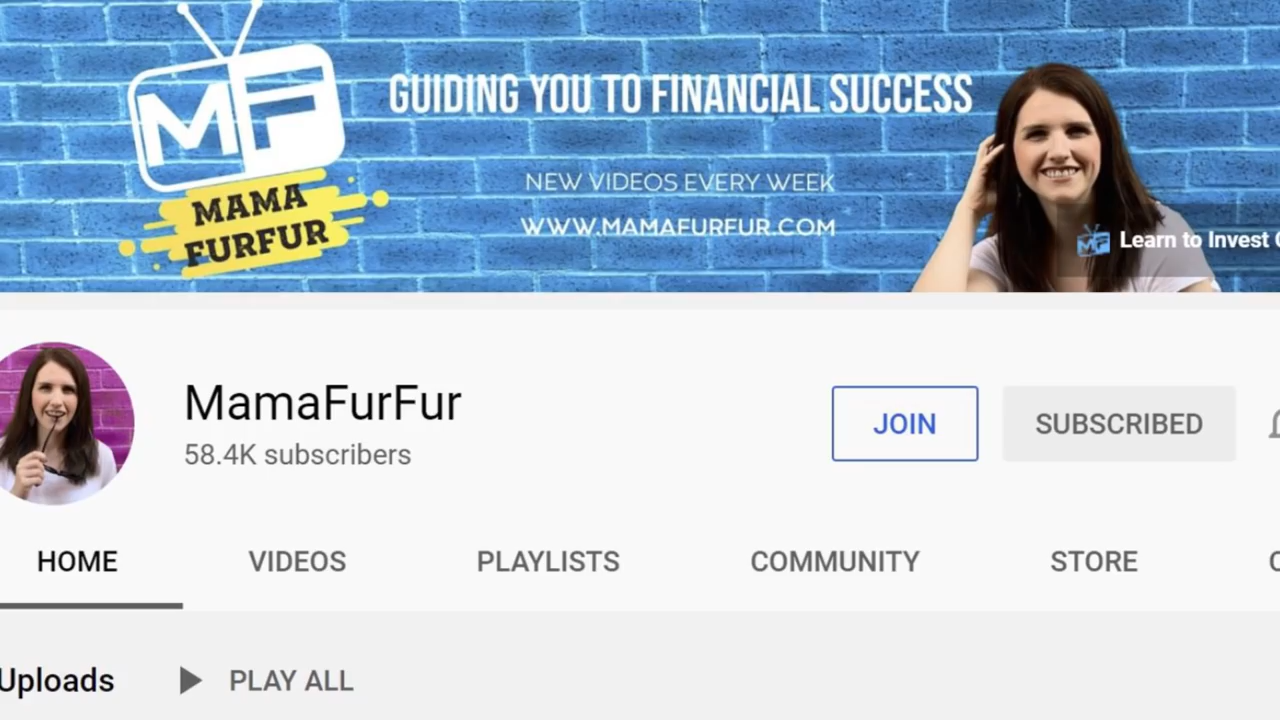 MF
MAMA
FURFUR
GUIDING YOU TO FINANCIAL SUCCESS
NEW VIDEOS EVERY WEEK
WWW.MAMAFURFUR.COM
MF
Learn to Invest
MamaFurFur
58.4K subscribers
JOIN
SUBSCRIBED
HOME
VIDEOS
PLAYLISTS
COMMUNITY
STORE
Uploads
PLAY ALL